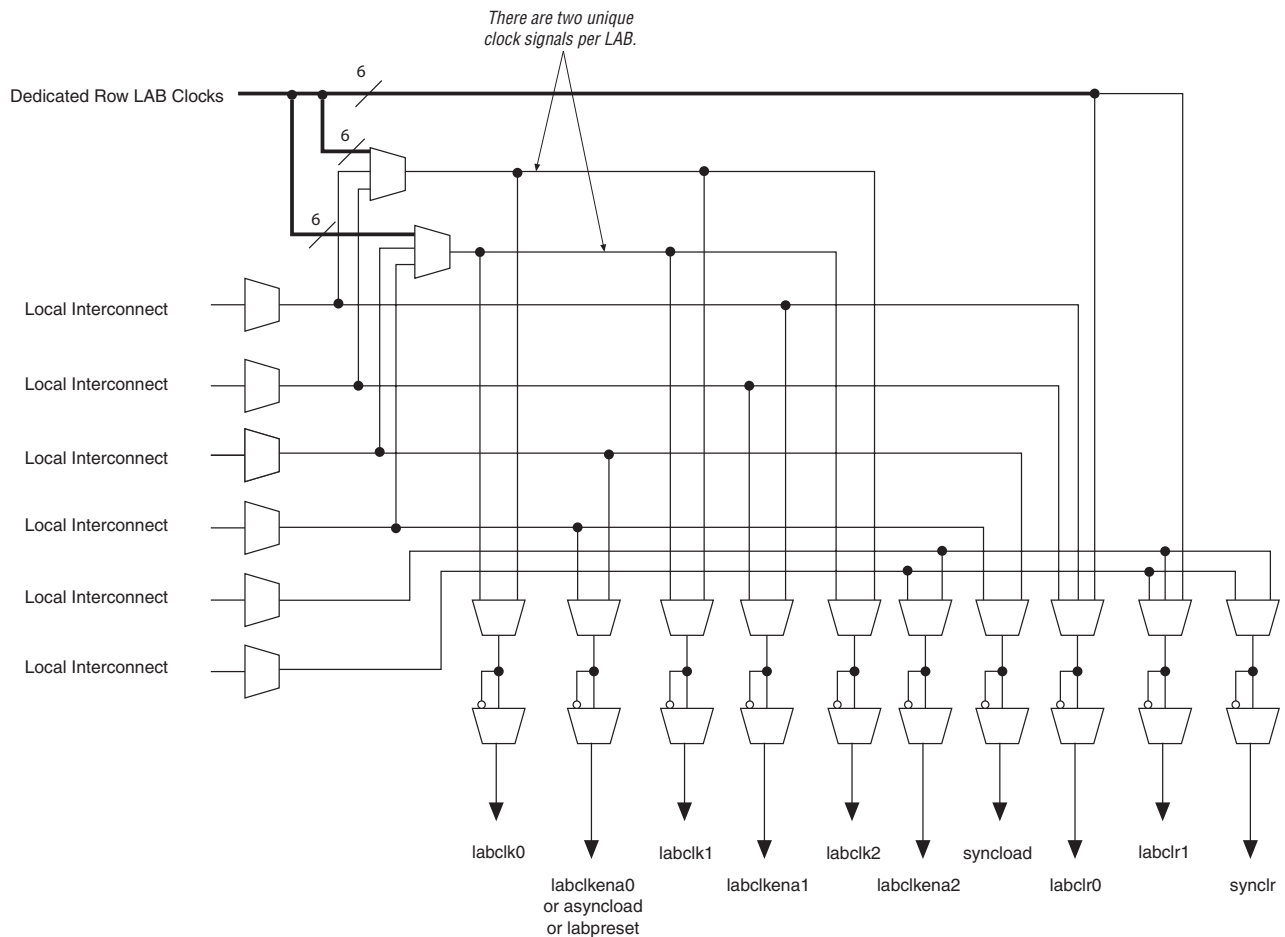 There are two unique
clock signals per LAB.
6
Dedicated Row LAB Clocks
6
6
Local Interconnect
Local Interconnect
Local Interconnect
Local Interconnect
Local Interconnect
Local Interconnect
labclk0
labclk1
labclk2
syncload
labclr1
labclkena0
or asyncload
or labpreset
labclkena1
labclkena2
labclr0
synclr